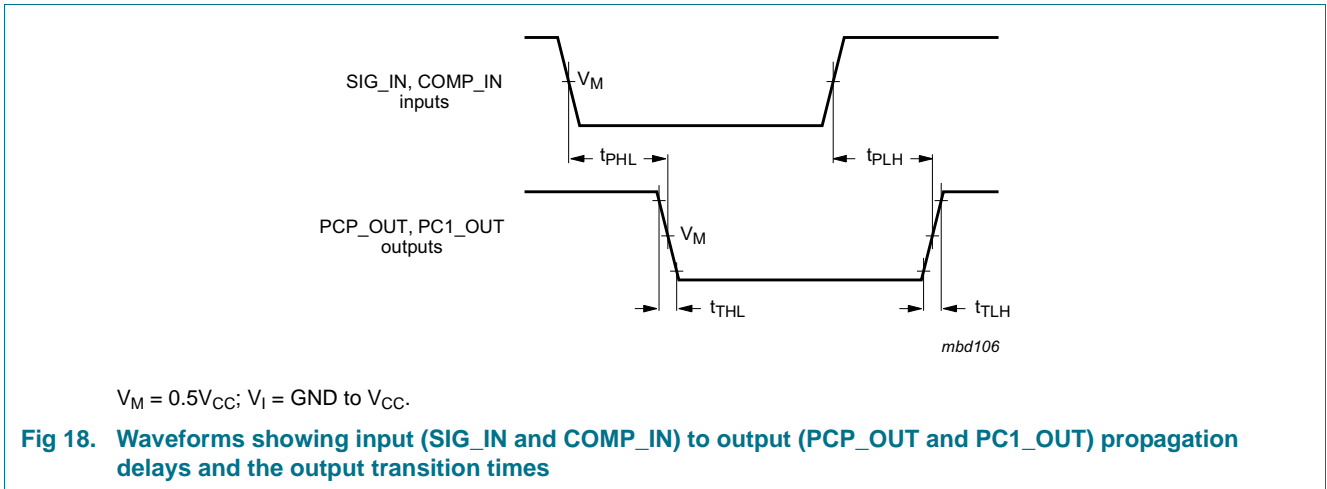 SIG_IN, COMP_IN
inputs
VM
tPHL
tPLH
PCP_OUT, PC1_OUT
outputs
VM
tTHL
tTLH
mbd106
VM = 0.5VCC; VI = GND to VCC.
Fig 18. Waveforms showing input (SIG_IN and COMP_IN) to output (PCP_OUT and PC1_OUT) propagation
delays and the output transition times